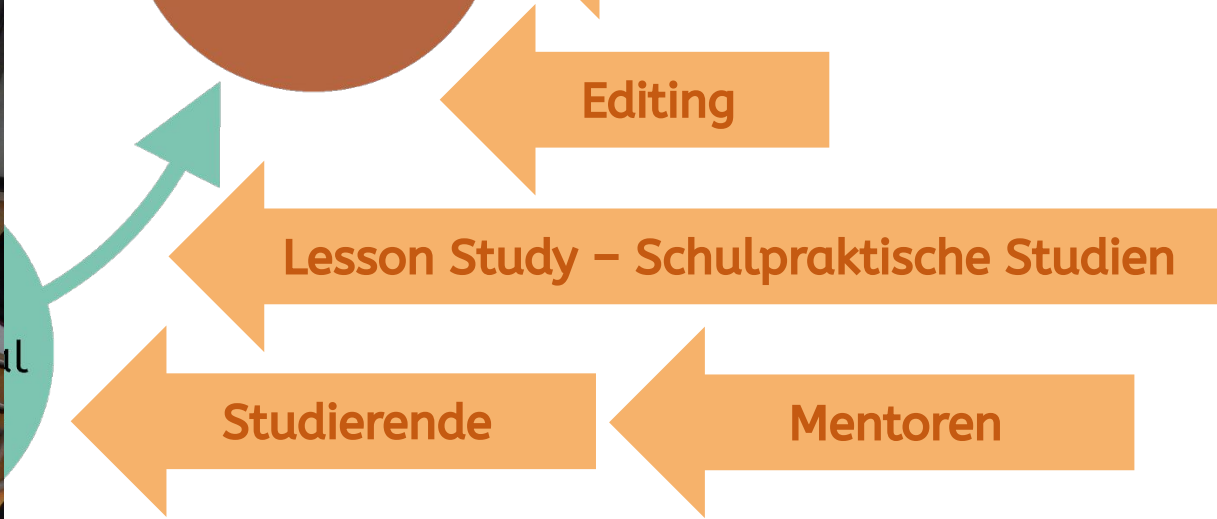 Editing
Lesson Study – Schulpraktische Studien
Studierende
Mentoren